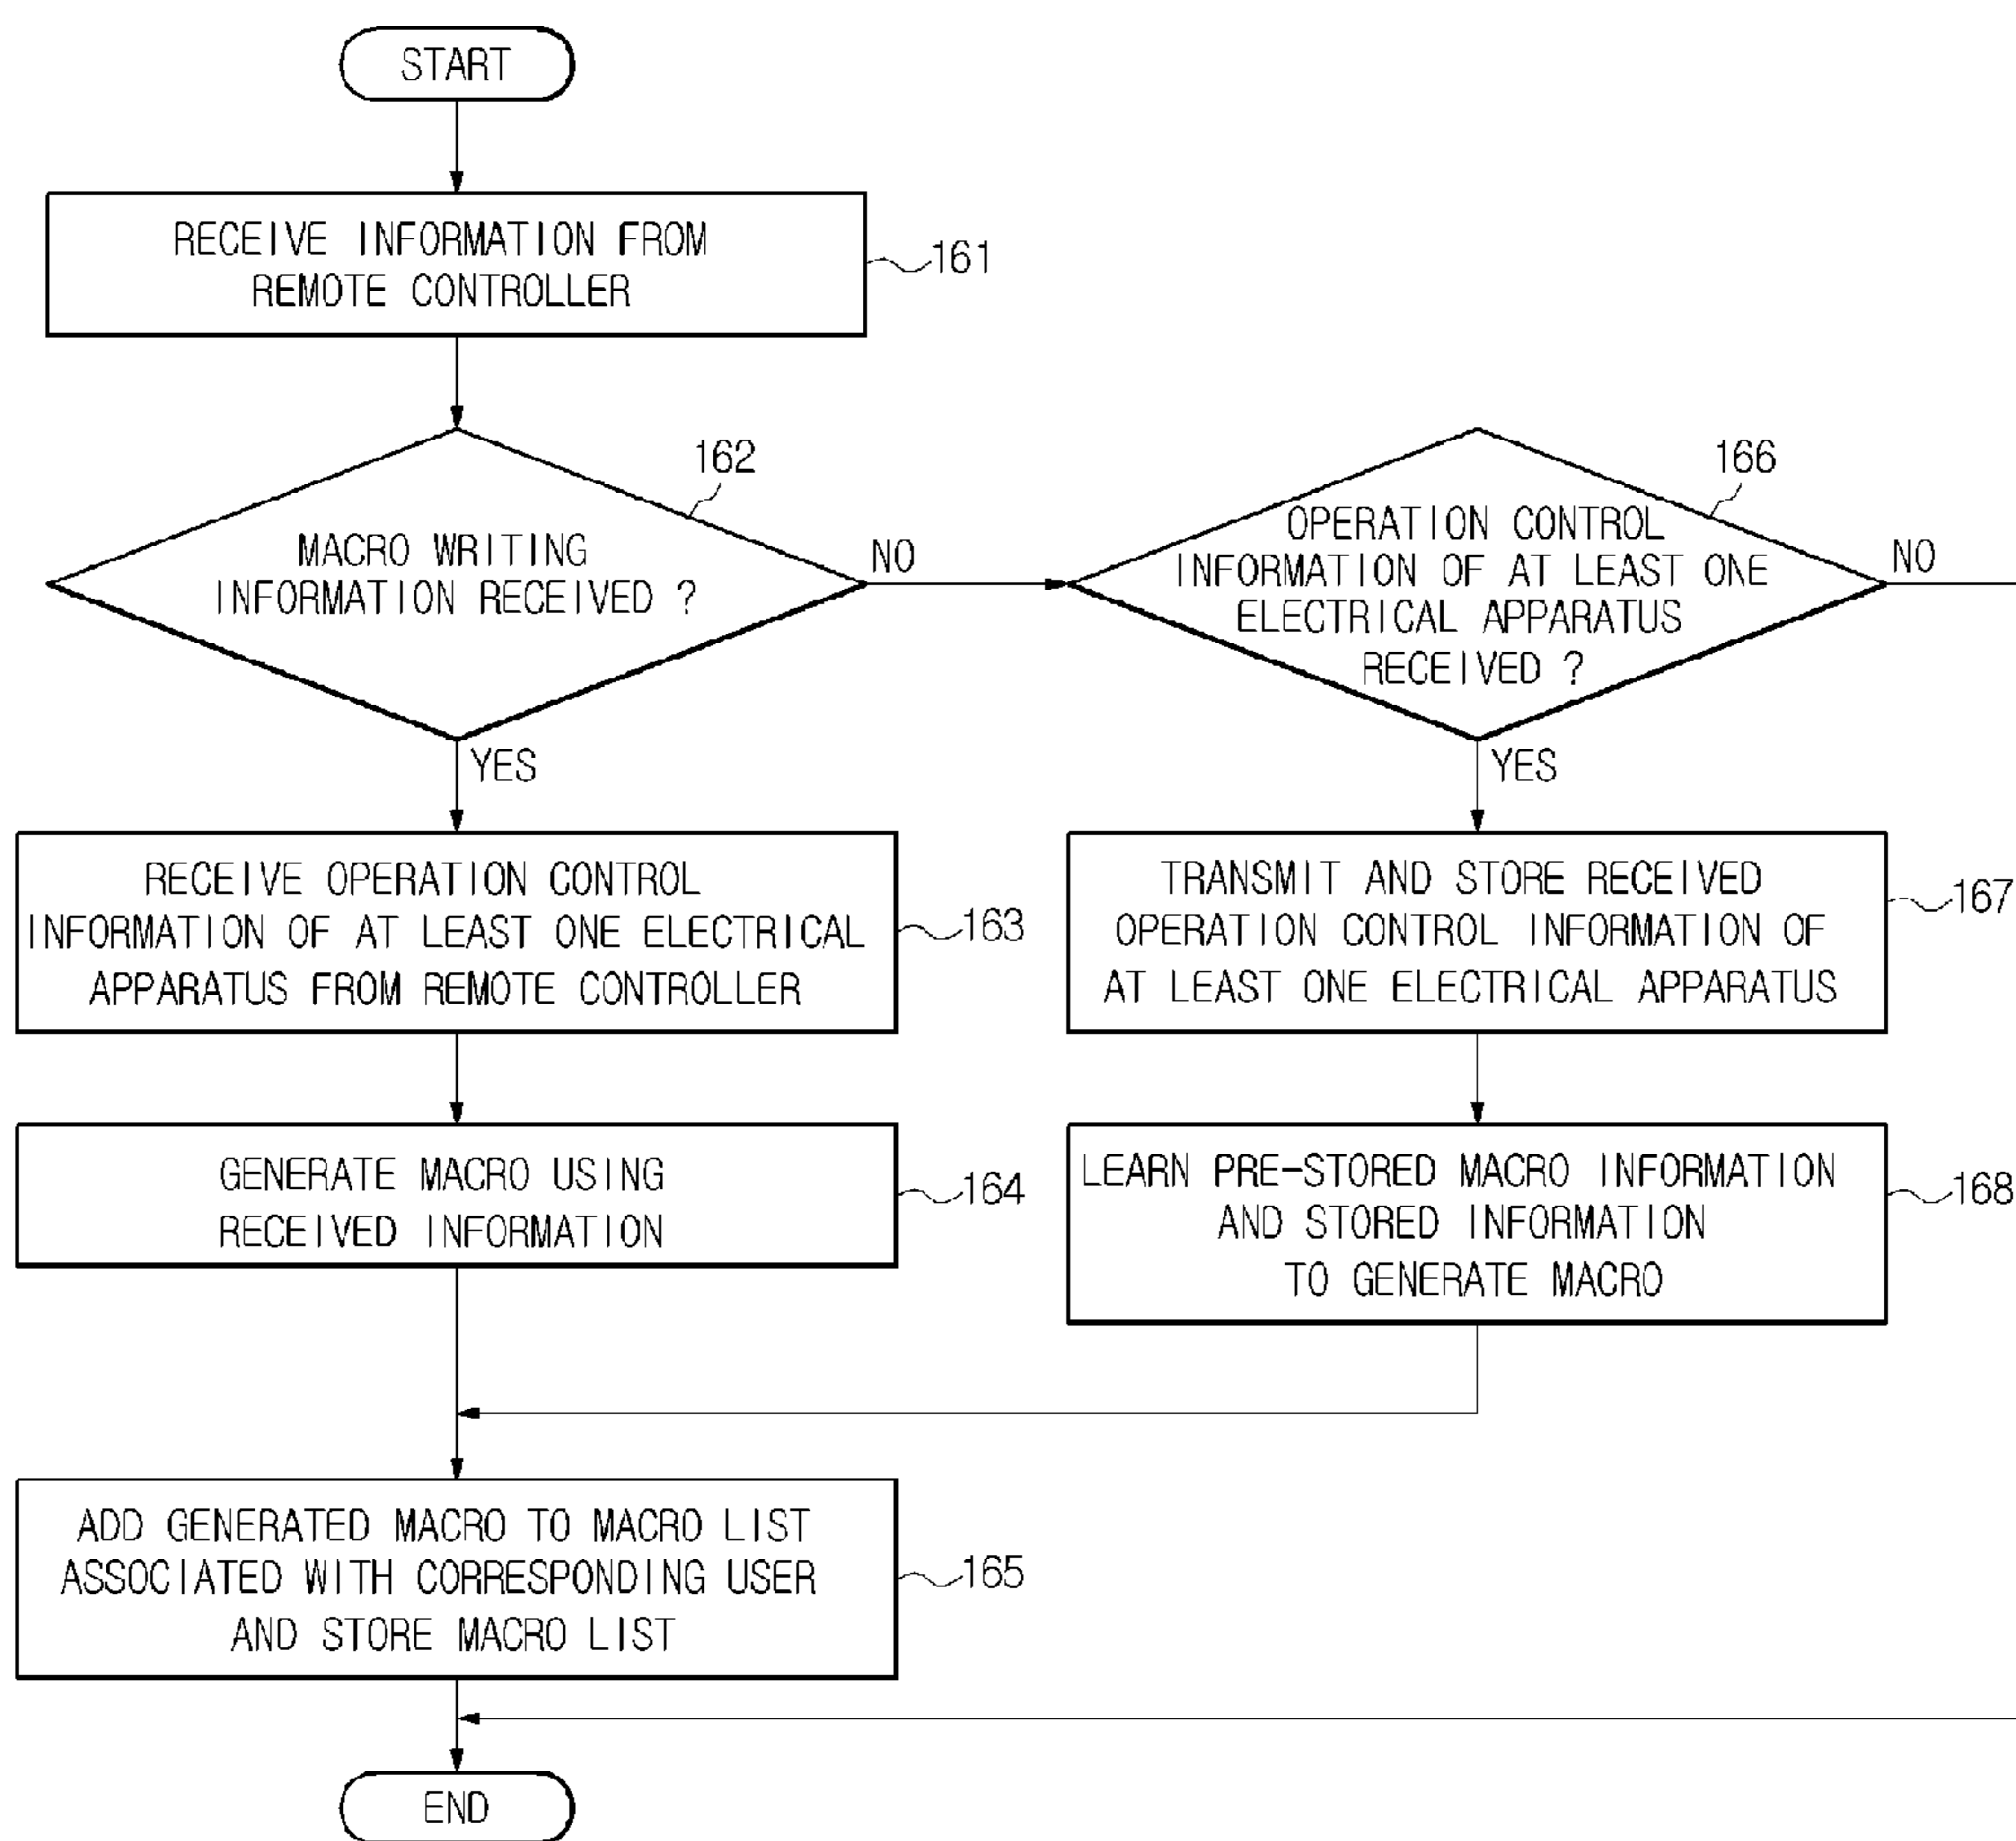 START
RECEIVE INFORMATION FROM
REMOTE CONTROLLER
161
162
MACRO WRITING
INFORMATION RECEIVED ?
NO
YES
166
OPERATION CONTROL
INFORMATION OF AT LEAST ONE
ELECTRICAL APPARATUS
RECEIVED ?
NO
YES
RECEIVE OPERATION CONTROL
INFORMATION OF AT LEAST ONE ELECTRICAL
APPARATUS FROM REMOTE CONTROLLER
163
TRANSMIT AND STORE RECEIVED
OPERATION CONTROL INFORMATION OF
AT LEAST ONE ELECTRICAL APPARATUS
167
GENERATE MACRO USING
RECEIVED INFORMATION
164
LEARN PRE-STORED MACRO INFORMATION
AND STORED INFORMATION
TO GENERATE MACRO
168
ADD GENERATED MACRO TO MACRO LIST
ASSOCIATED WITH CORRESPONDING USER
AND STORE MACRO LIST
165
END